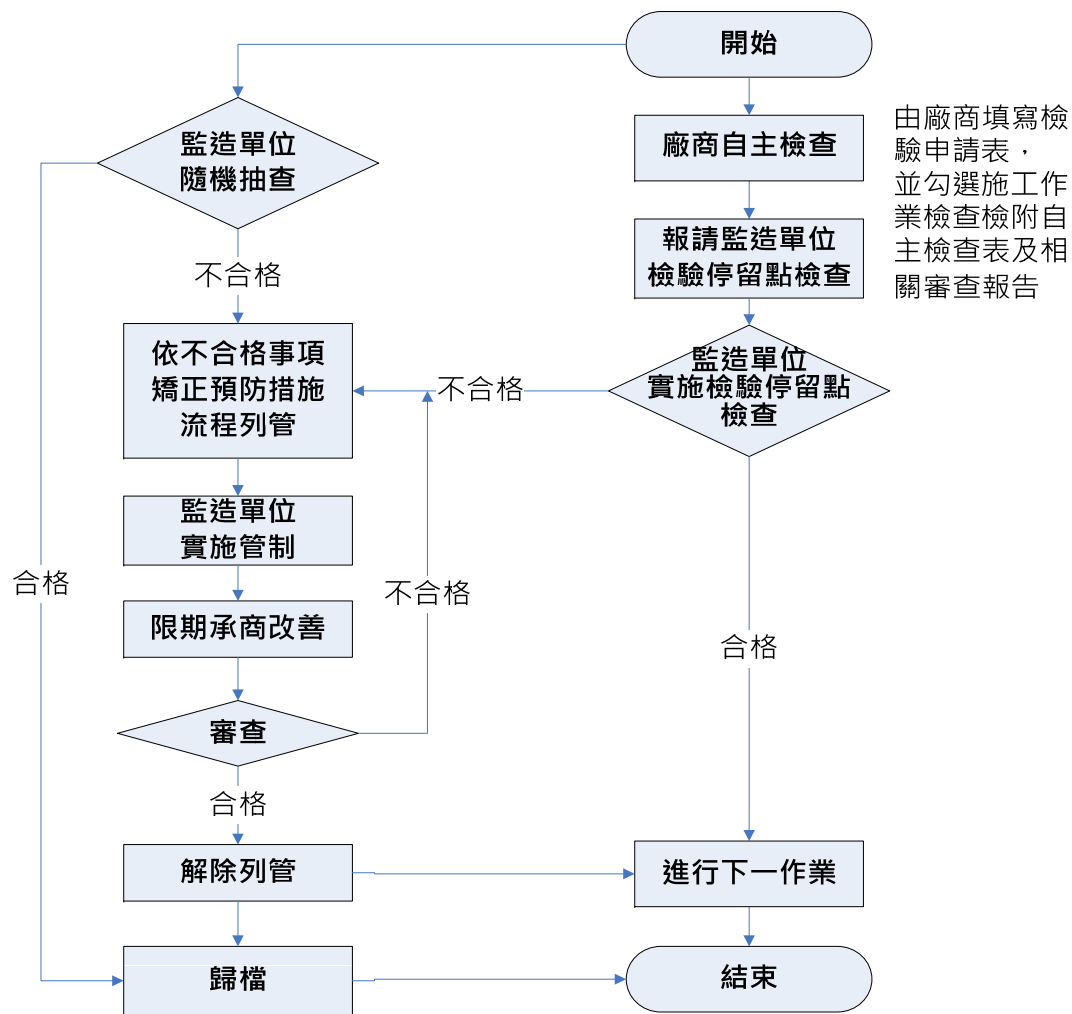 開始
監造單位
隨機抽查
廠商自主檢查
由廠商填寫檢
驗申請表，
並勾選施工作
業檢查檢附自
主檢查表及相
關審查報告
報請監造單位
檢驗停留點檢查
不合格
依不合格事項
矯正預防措施
流程列管
不合格
監造單位
實施檢驗停留點
檢查
監造單位
實施管制
合格
不合格
限期承商改善
合格
審查
合格
解除列管
進行下一作業
歸檔
結束